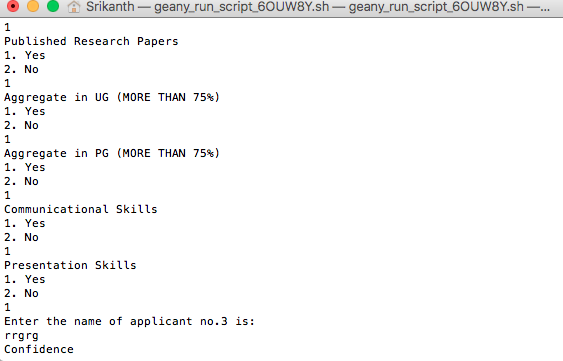 Srikanth — geany_run_script_6OUW8Y.sh — geany_run_script_6OUW8Y.sh —...
1
Published Research Papers
1. Yes
2. No
1
Aggregate in UG (MORE THAN 75%)
1. Yes
2. No
1
Aggregate in PG (MORE THAN 75%)
1. Yes
2. No
1
Communicational Skills
1. Yes
2. No
1
Presentation Skills
1. Yes
2. No
1
Enter the name of applicant no.3 is:
rrgrg
Confidence